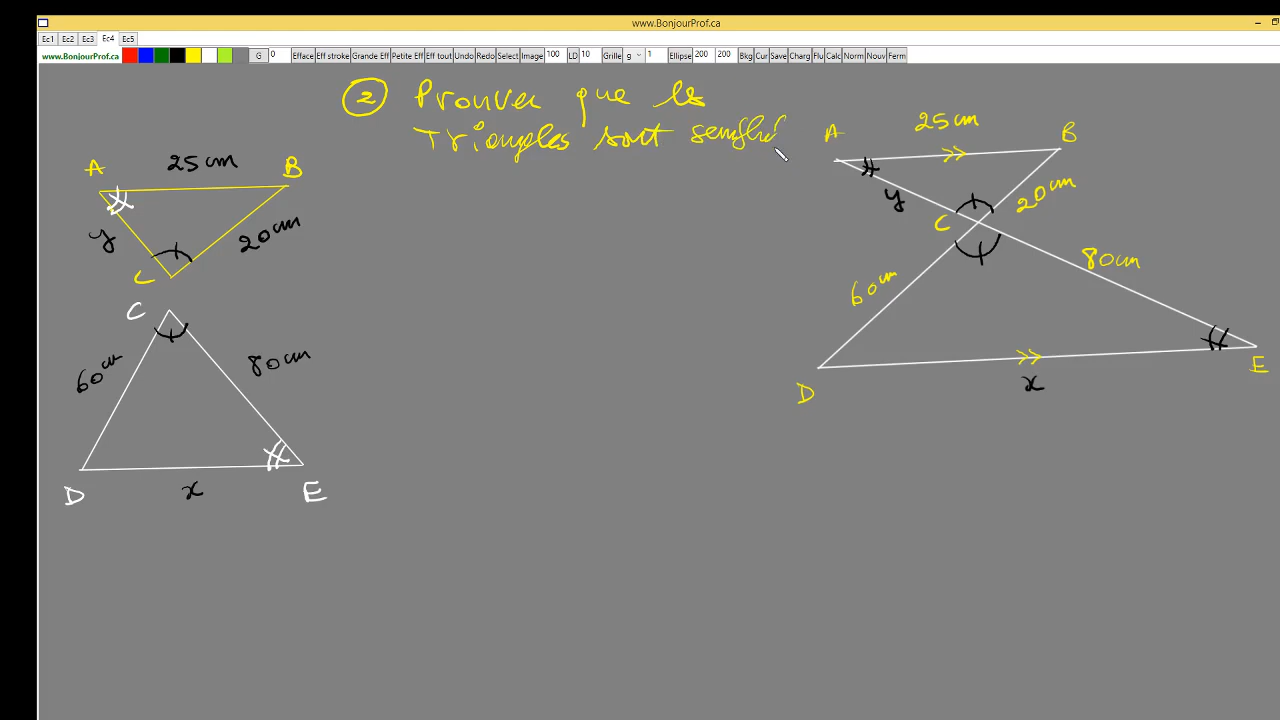 www.BonjourProf.ca
Ec1 Ec2 Ec3 Ec4 Ec5
www.BonjourProf.ca G 0 Efface Eff stroke Grande Eff Petite Eff Eff tout Undo Redo Select Image 100 LD 10 Grille g 1 Ellipse 200 200 Bkg Cur Save Charg Flu Calc Norm Nouv Ferm
2 Prouver que les
Triangles sont semblab
A 25cm B
y 20cm
C
C
60cm 80cm
D x E
A 25cm B
y 20cm
C
60cm 80cm
D x E